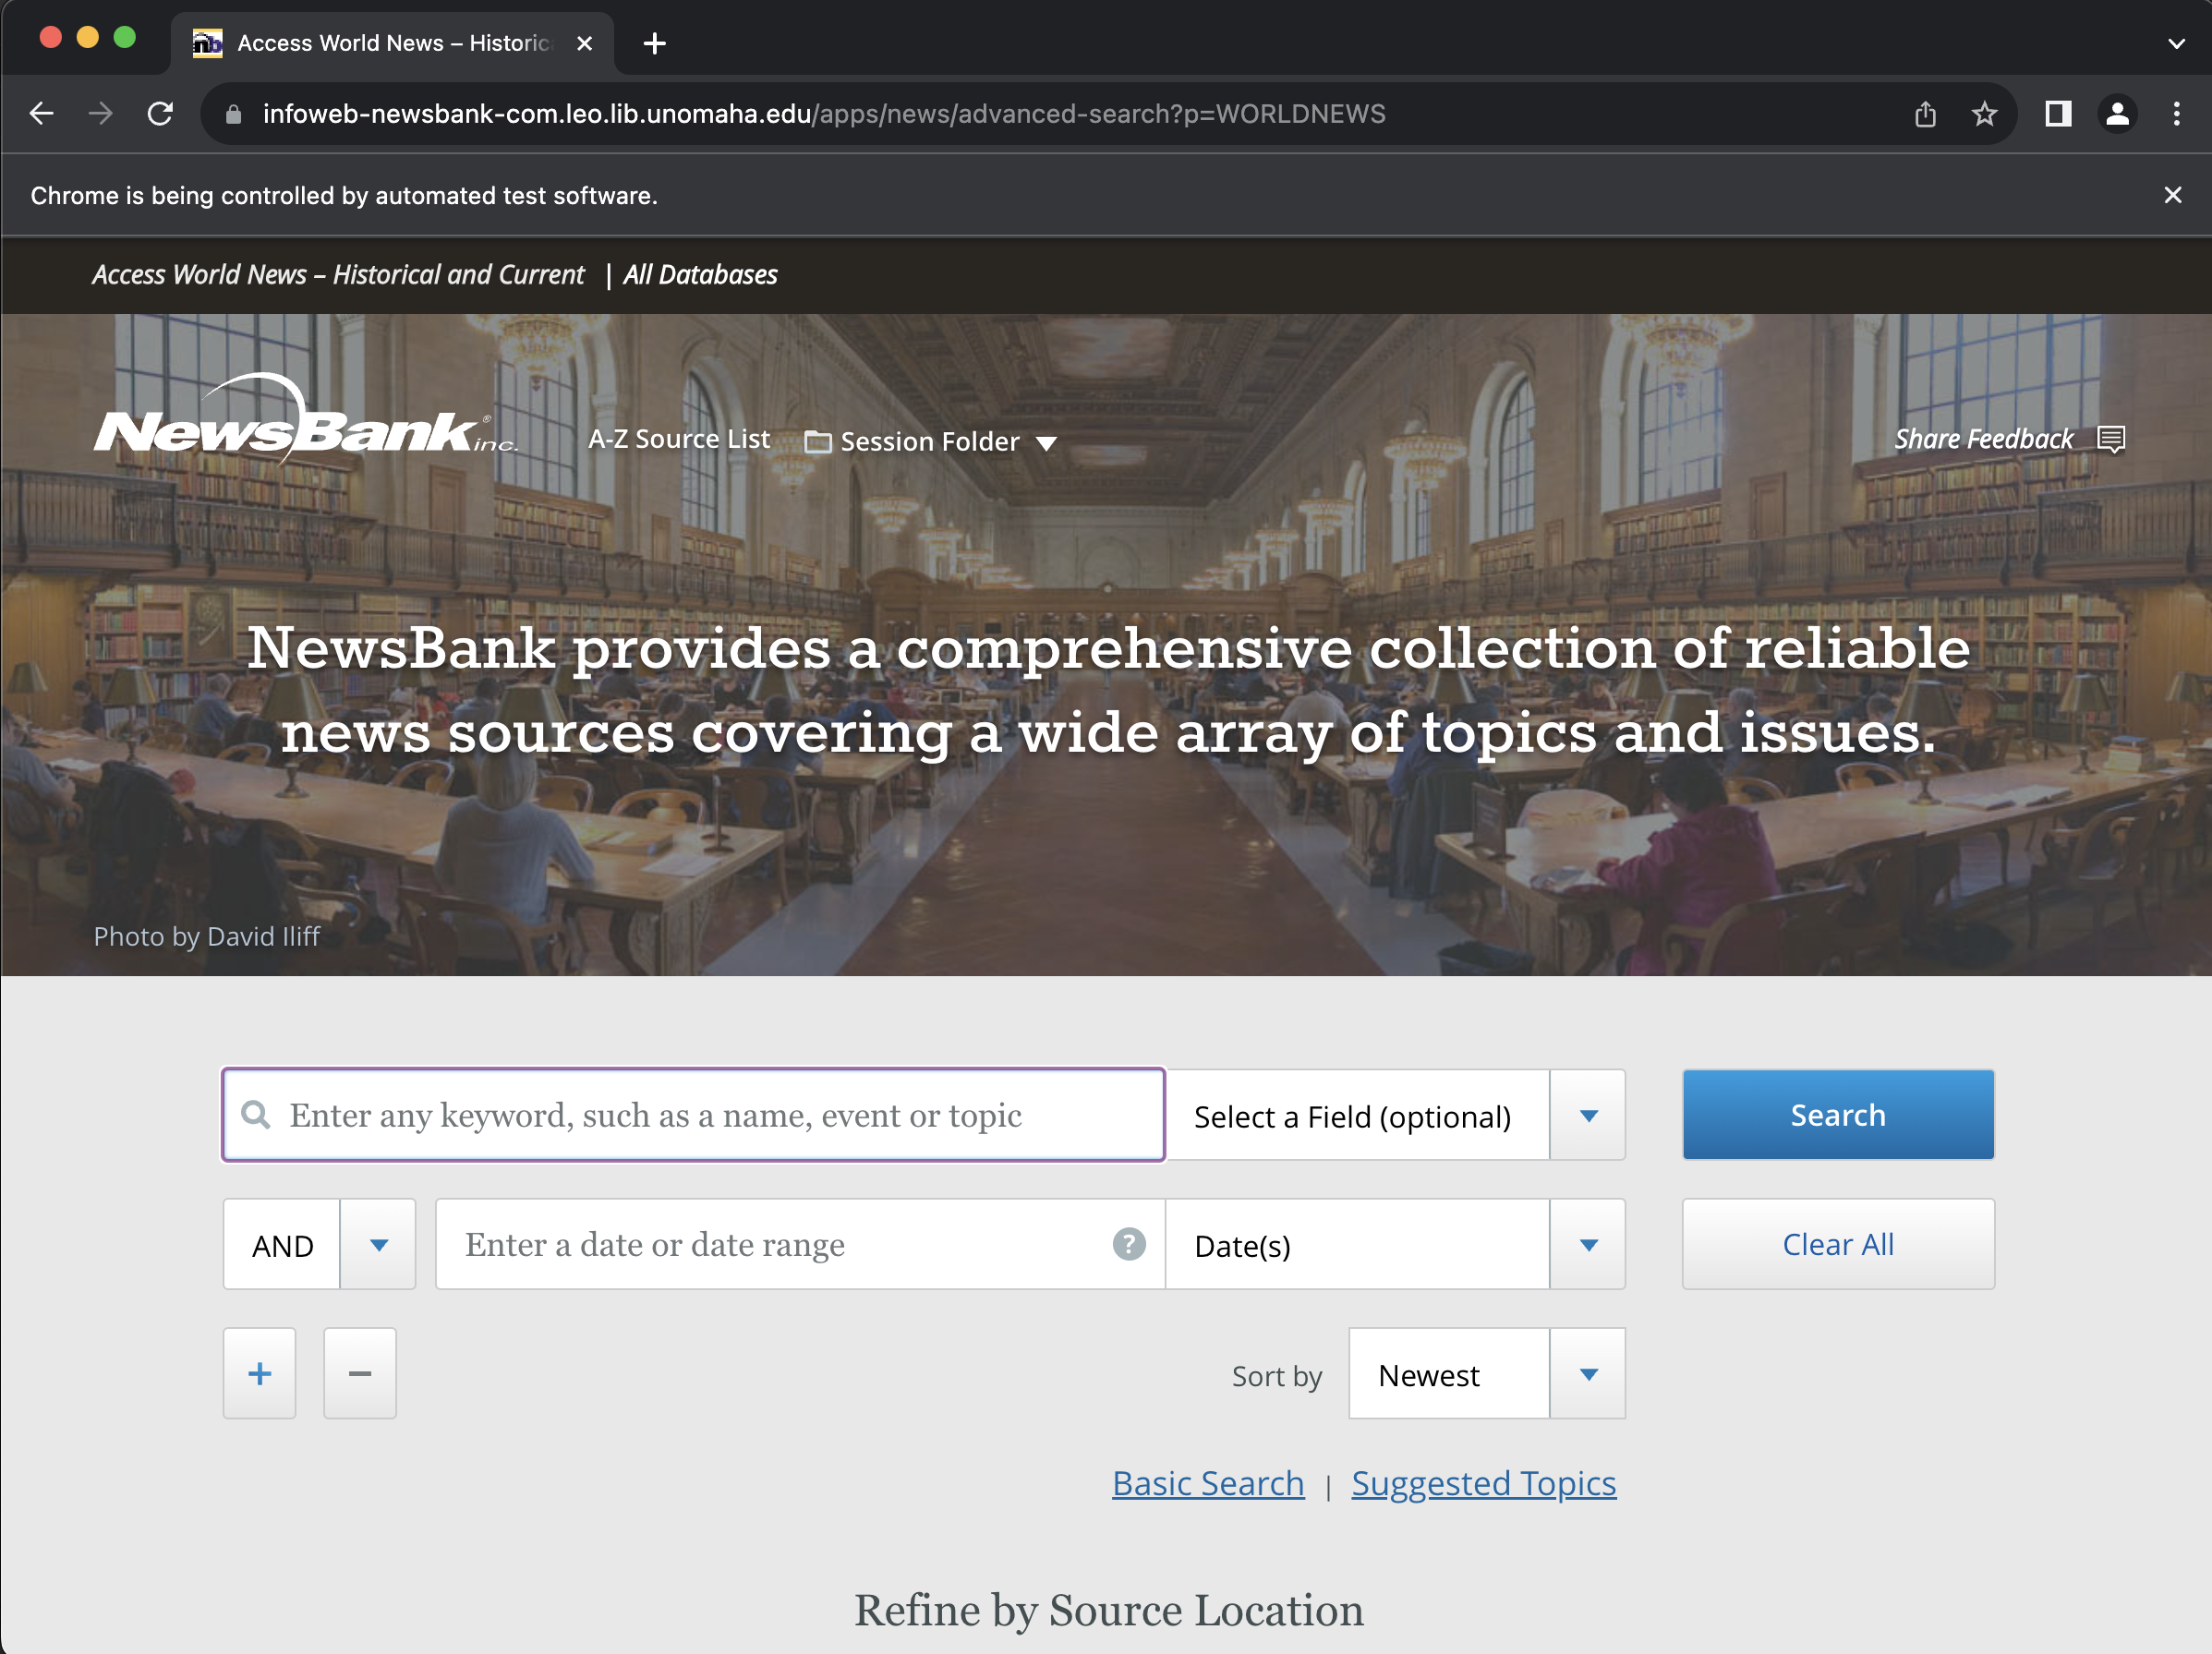 Access World News – Historic
infoweb-newsbank-com.leo.lib.unomaha.edu/apps/news/advanced-search?p=WORLDNEWS
Chrome is being controlled by automated test software.
Access World News – Historical and Current | All Databases
NewsBank® inc. A-Z Source List Session Folder Share Feedback
NewsBank provides a comprehensive collection of reliable
news sources covering a wide array of topics and issues.
Photo by David Iliff
Enter any keyword, such as a name, event or topic Select a Field (optional) Search
AND Enter a date or date range ? Date(s) Clear All
+ − Sort by Newest
Basic Search | Suggested Topics
Refine by Source Location